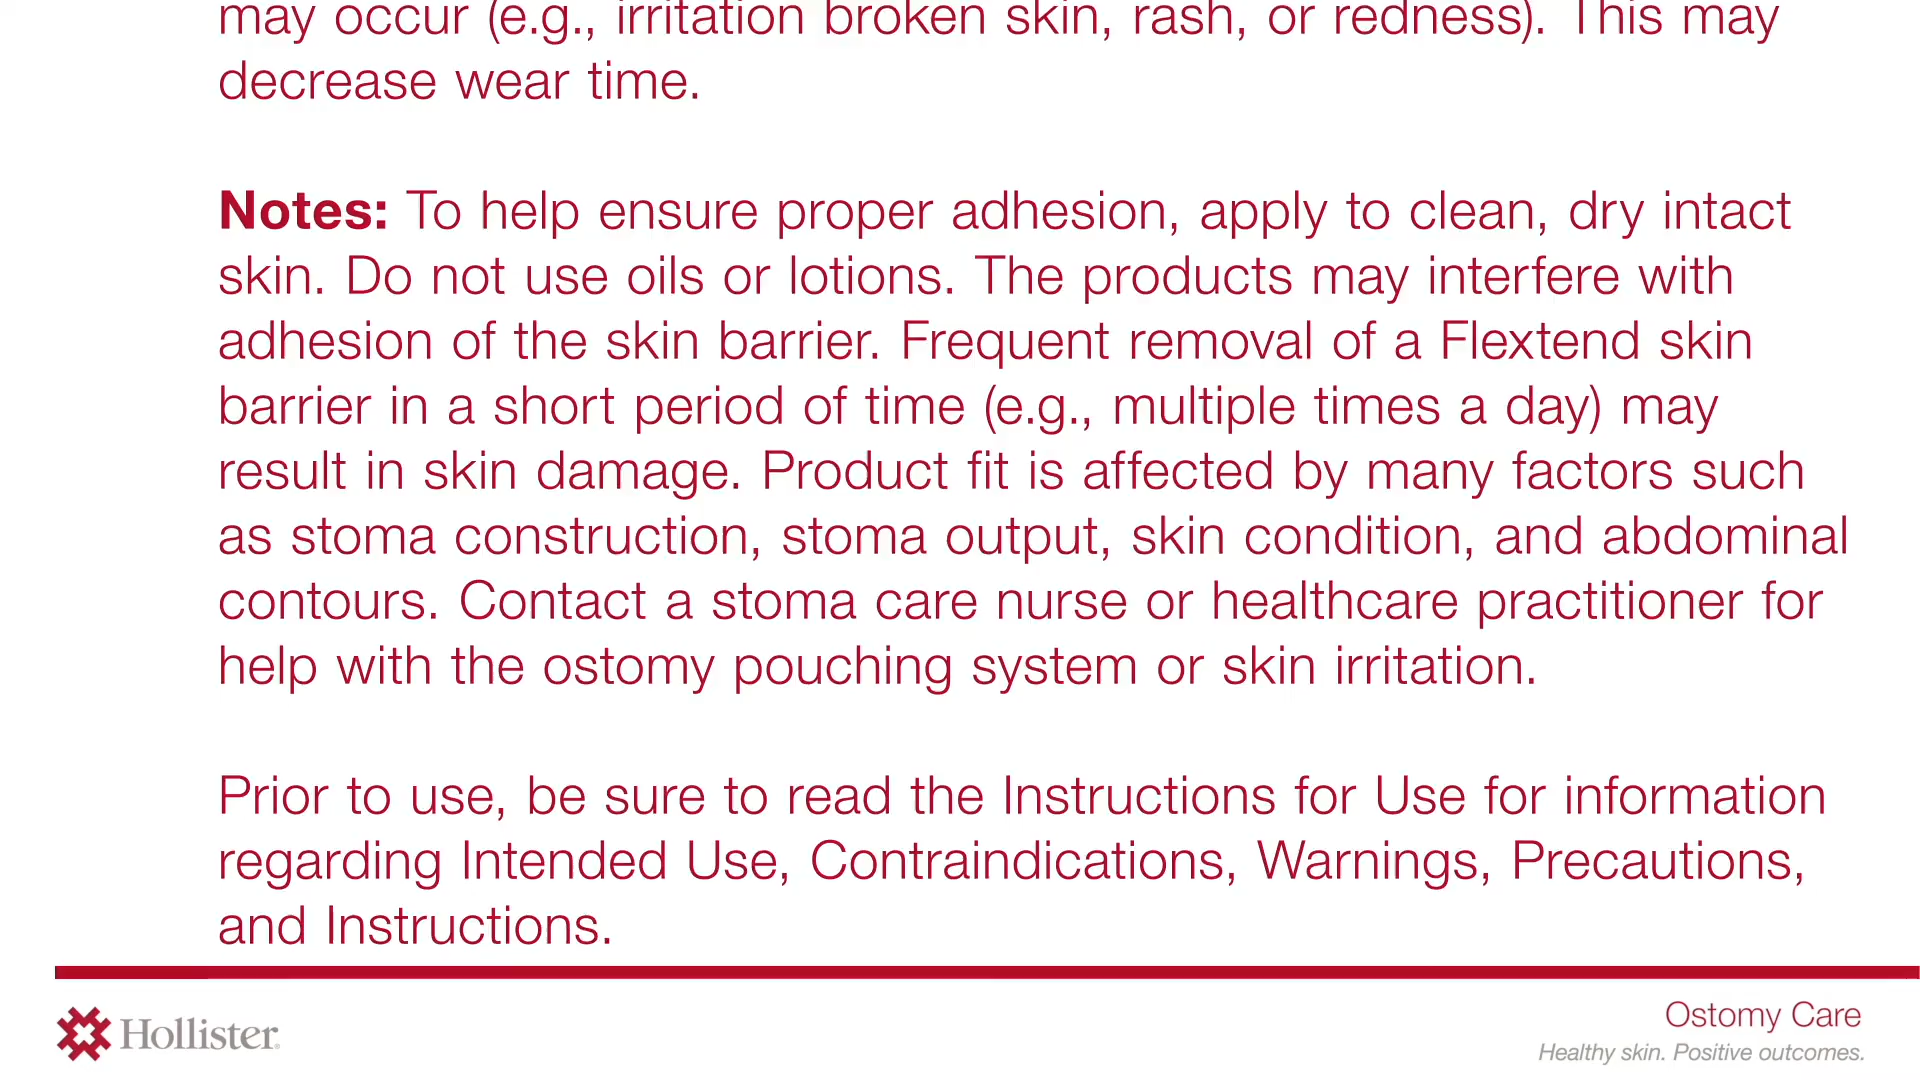 may occur (e.g., irritation broken skin, rash, or redness). This may
decrease wear time.
Notes: To help ensure proper adhesion, apply to clean, dry intact
skin. Do not use oils or lotions. The products may interfere with
adhesion of the skin barrier. Frequent removal of a Flextend skin
barrier in a short period of time (e.g., multiple times a day) may
result in skin damage. Product fit is affected by many factors such
as stoma construction, stoma output, skin condition, and abdominal
contours. Contact a stoma care nurse or healthcare practitioner for
help with the ostomy pouching system or skin irritation.
Prior to use, be sure to read the Instructions for Use for information
regarding Intended Use, Contraindications, Warnings, Precautions,
and Instructions.
Hollister
Ostomy Care
Healthy skin. Positive outcomes.